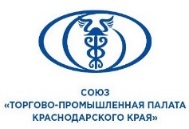 СОЮЗ
«ТОРГОВО-ПРОМЫШЛЕННАЯ ПАЛАТА
КРАСНОДАРСКОГО КРАЯ»